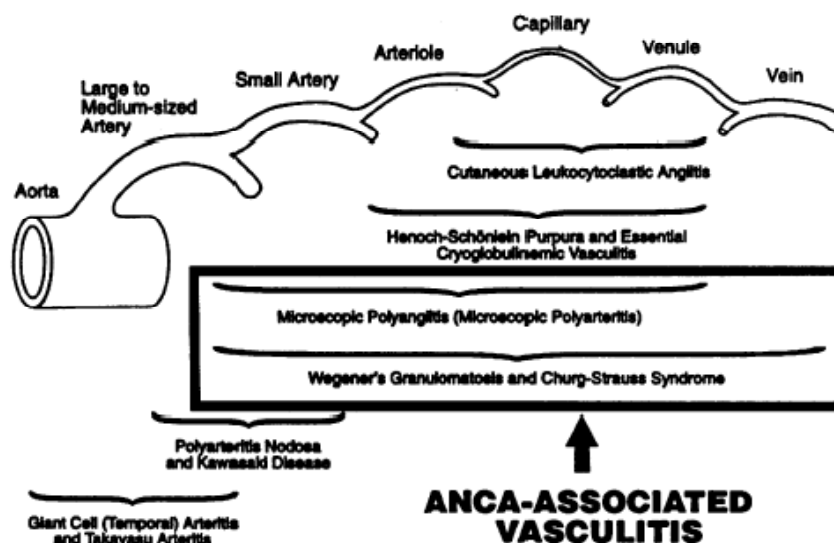 Capillary
Arteriole
Venule
Small Artery
Vein
Large to
Medium-sized
Artery
Aorta
Cutaneous Leukocytoclastic Angiitis
Henoch-Schönlein Purpura and Essential
Cryoglobulinemic Vasculitis
Microscopic Polyangiitis (Microscopic Polyarteritis)
Wegener's Granulomatosis and Churg-Strauss Syndrome
Polyarteritis Nodosa
and Kawasaki Disease
ANCA-ASSOCIATED
VASCULITIS
Giant Cell (Temporal) Arteritis
and Takayasu Arteritis